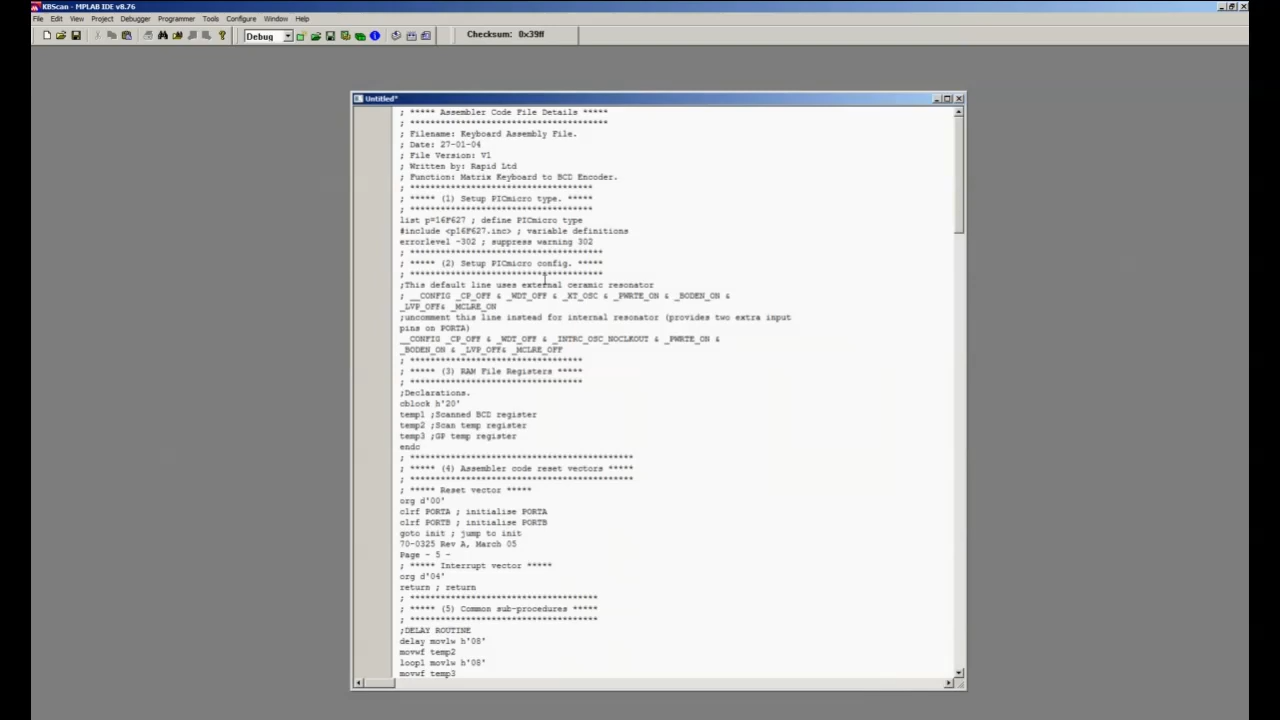 KBScan - MPLAB IDE v8.76
File Edit View Project Debugger Programmer Tools Configure Window Help
Debug
Checksum: 0x39ff
Untitled*
; ***** Assembler Code File Details *****
; ***************************************
; Filename: Keyboard Assembly File.
; Date: 27-01-04
; File Version: V1
; Written by: Rapid Ltd
; Function: Matrix Keyboard to BCD Encoder.
; ************************************
; ***** (1) Setup PICmicro type. *****
; ************************************
list p=16F627 ; define PICmicro type
#include <p16F627.inc> ; variable definitions
errorlevel -302 ; suppress warning 302
; **************************************
; ***** (2) Setup PICmicro config. *****
; **************************************
;This default line uses external ceramic resonator
; __CONFIG _CP_OFF & _WDT_OFF & _XT_OSC & _PWRTE_ON & _BODEN_ON &
_LVP_OFF& _MCLRE_ON
;uncomment this line instead for internal resonator (provides two extra input
pins on PORTA)
__CONFIG _CP_OFF & _WDT_OFF & _INTRC_OSC_NOCLKOUT & _PWRTE_ON &
_BODEN_ON & _LVP_OFF& _MCLRE_OFF
; **********************************
; ***** (3) RAM File Registers *****
; **********************************
;Declarations.
cblock h'20'
temp1 ;Scanned BCD register
temp2 ;Scan temp register
temp3 ;GP temp register
endc
; ********************************************
; ***** (4) Assembler code reset vectors *****
; ********************************************
; ***** Reset vector *****
org d'00'
clrf PORTA ; initialise PORTA
clrf PORTB ; initialise PORTB
goto init ; jump to init
70-0325 Rev A, March 05
Page - 5 -
; ***** Interrupt vector *****
org d'04'
return ; return
; *************************************
; ***** (5) Common sub-procedures *****
; *************************************
;DELAY ROUTINE
delay movlw h'08'
movwf temp2
loop1 movlw h'08'
movwf temp3